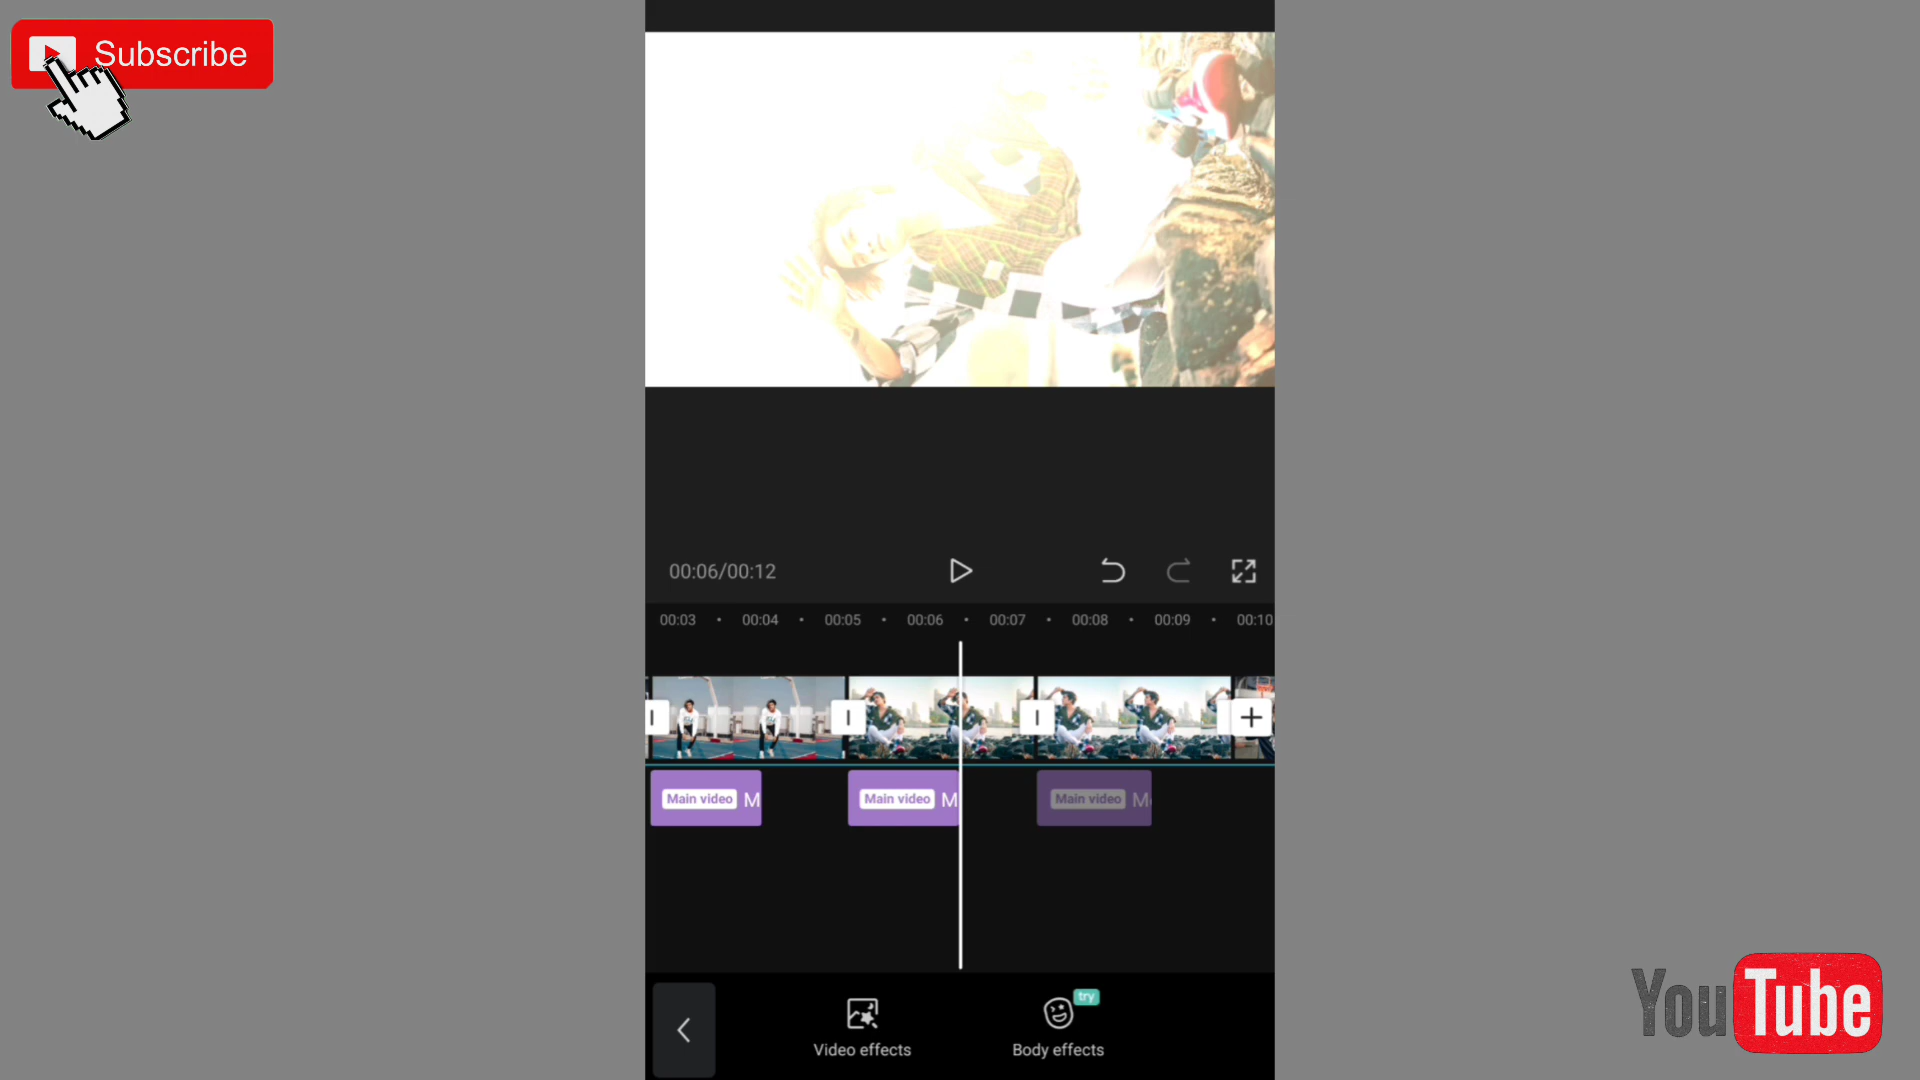 Subscribe
00:06/00:12
00:03 00:04 00:05 00:06 00:07 00:08 00:09 00:10
Main video M
Main video M
Main video M
try
Video effects
Body effects
YouTube